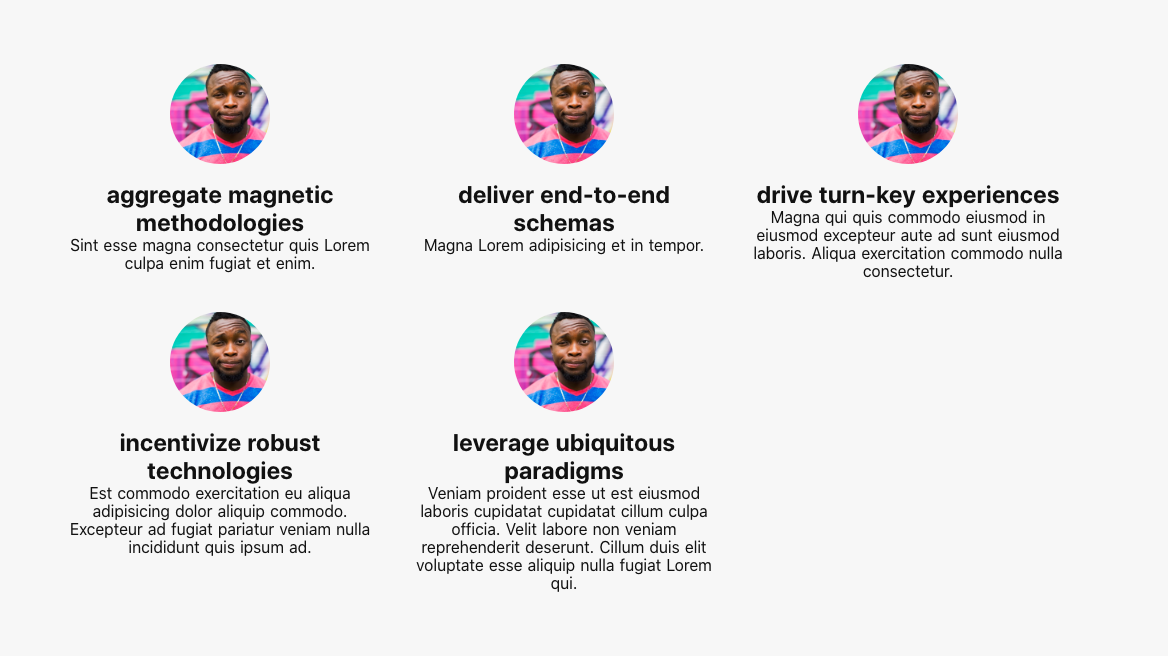 aggregate magnetic
methodologies
Sint esse magna consectetur quis Lorem
culpa enim fugiat et enim.
deliver end-to-end
schemas
Magna Lorem adipisicing et in tempor.
drive turn-key experiences
Magna qui quis commodo eiusmod in
eiusmod excepteur aute ad sunt eiusmod
laboris. Aliqua exercitation commodo nulla
consectetur.
incentivize robust
technologies
Est commodo exercitation eu aliqua
adipisicing dolor aliquip commodo.
Excepteur ad fugiat pariatur veniam nulla
incididunt quis ipsum ad.
leverage ubiquitous
paradigms
Veniam proident esse ut est eiusmod
laboris cupidatat cupidatat cillum culpa
officia. Velit labore non veniam
reprehenderit deserunt. Cillum duis elit
voluptate esse aliquip nulla fugiat Lorem
qui.